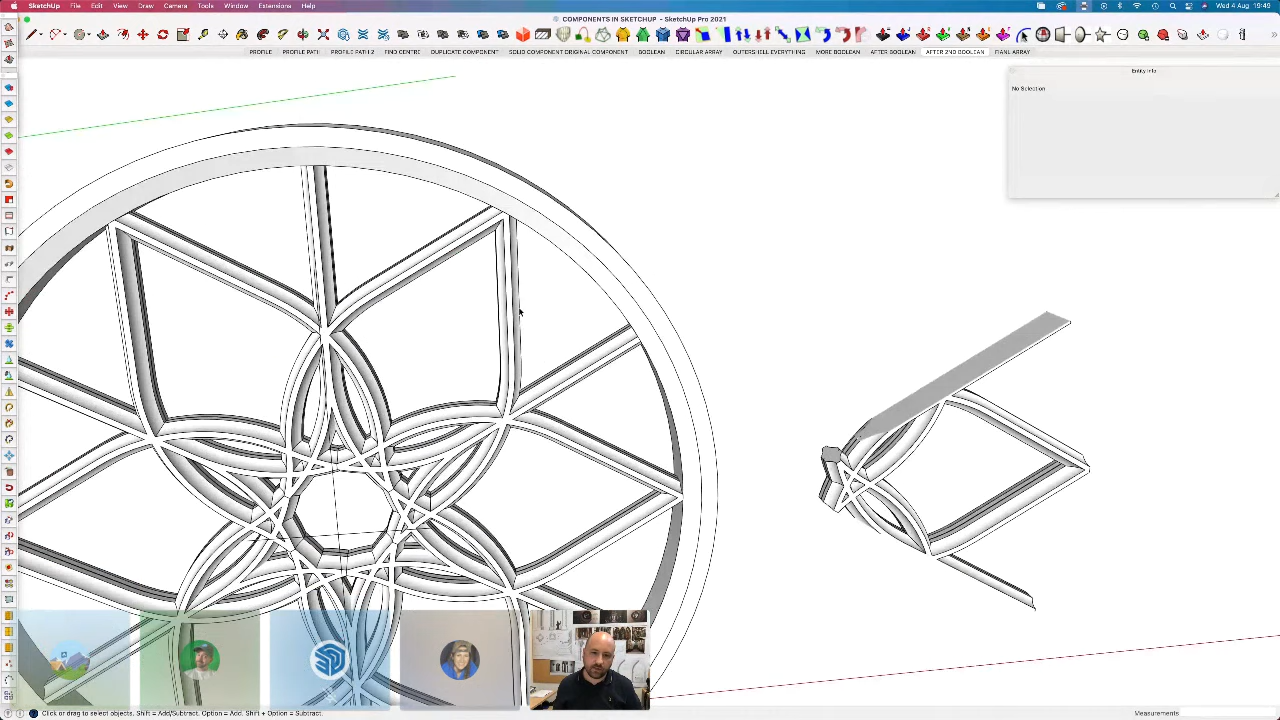 SketchUp File Edit View Draw Camera Tools Window Extensions Help
Wed 4 Aug 19:49
COMPONENTS IN SKETCHUP - SketchUp Pro 2021
PROFILE PROFILE PATH PROFILE PATH 2 FIND CENTRE DUPLICATE COMPONENT SOLID COMPONENT ORIGINAL COMPONENT BOOLEAN CIRCULAR ARRAY OUTERSHELL EVERYTHING MORE BOOLEAN AFTER BOOLEAN AFTER 2ND BOOLEAN FIANL ARRAY
Entity Info
No Selection
Click or drag to select objects. Shift = Add/Subtract. Option = Add. Shift + Option = Subtract.
Measurements